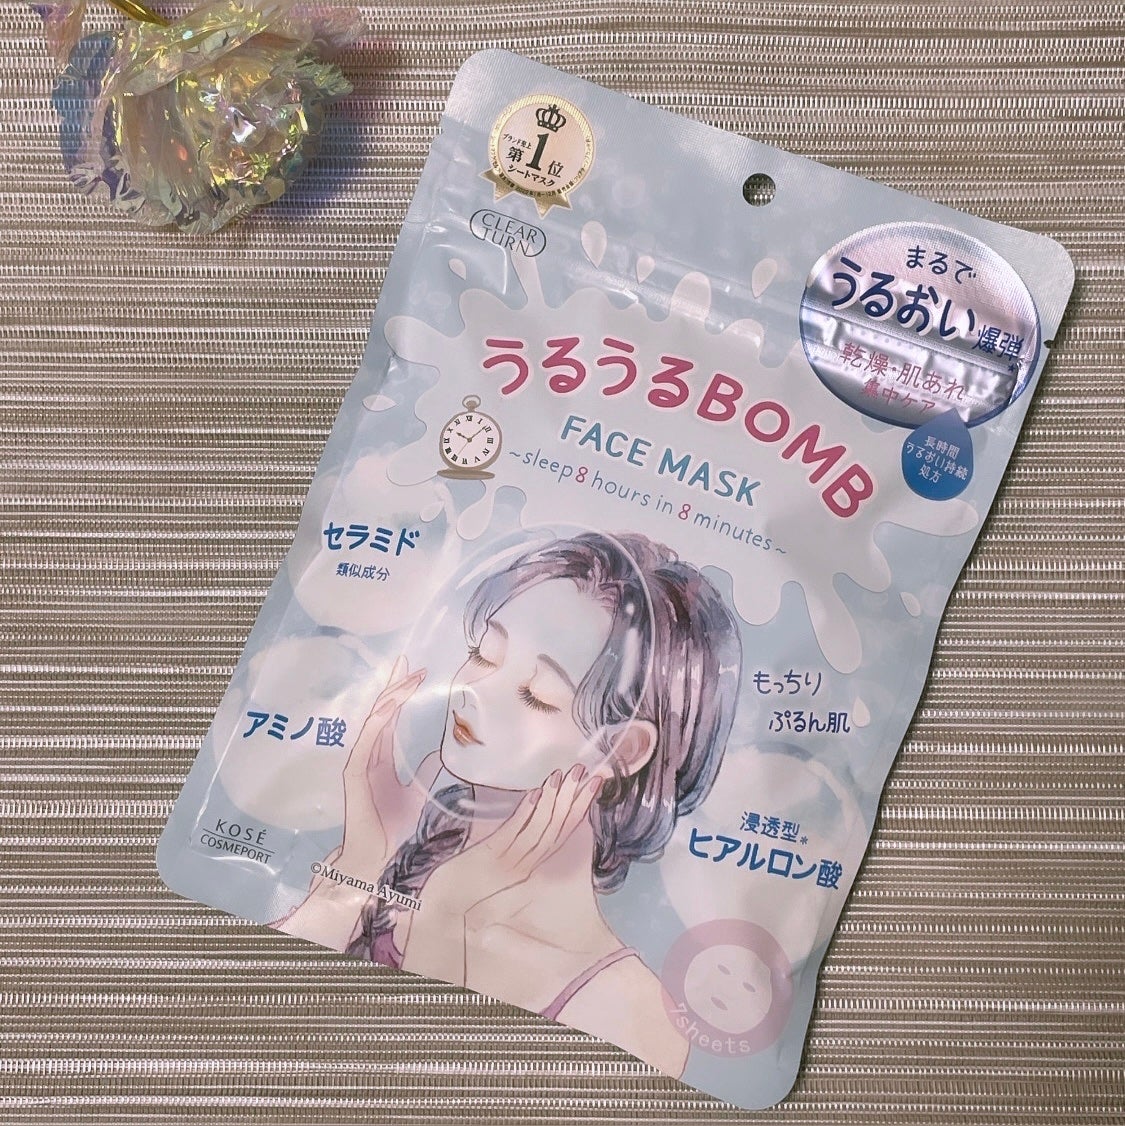 ブランド売上
第1位
シートマスク
CLEAR
TURN
まるで
うるおい爆弾
乾燥・肌あれ
集中ケア
長時間
うるおい持続
処方
うるうるBOMB
FACE MASK
~sleep 8 hours in 8 minutes~
セラミド
類似成分
アミノ酸
もっちり
ぷるん肌
浸透型*
ヒアルロン酸
KOSÉ
COSMEPORT
©Miyama Ayumi
7sheets